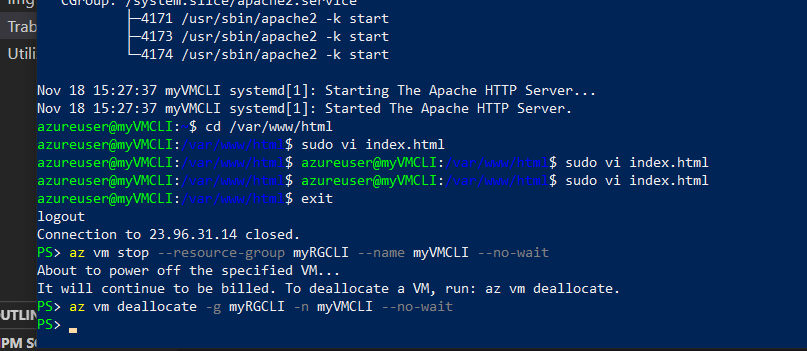 Img
CGroup: /system.slice/apache2.service
├─4171 /usr/sbin/apache2 -k start
Trab
├─4173 /usr/sbin/apache2 -k start
Utili
└─4174 /usr/sbin/apache2 -k start
Nov 18 15:27:37 myVMCLI systemd[1]: Starting The Apache HTTP Server...
Nov 18 15:27:37 myVMCLI systemd[1]: Started The Apache HTTP Server.
azureuser@myVMCLI:~$ cd /var/www/html
azureuser@myVMCLI:/var/www/html$ sudo vi index.html
azureuser@myVMCLI:/var/www/html$ azureuser@myVMCLI:/var/www/html$ sudo vi index.html
azureuser@myVMCLI:/var/www/html$ azureuser@myVMCLI:/var/www/html$ sudo vi index.html
azureuser@myVMCLI:/var/www/html$ exit
logout
Connection to 23.96.31.14 closed.
PS> az vm stop --resource-group myRGCLI --name myVMCLI --no-wait
About to power off the specified VM...
It will continue to be billed. To deallocate a VM, run: az vm deallocate.
PS> az vm deallocate -g myRGCLI -n myVMCLI --no-wait
OUTLIN
PS>
IPM SC